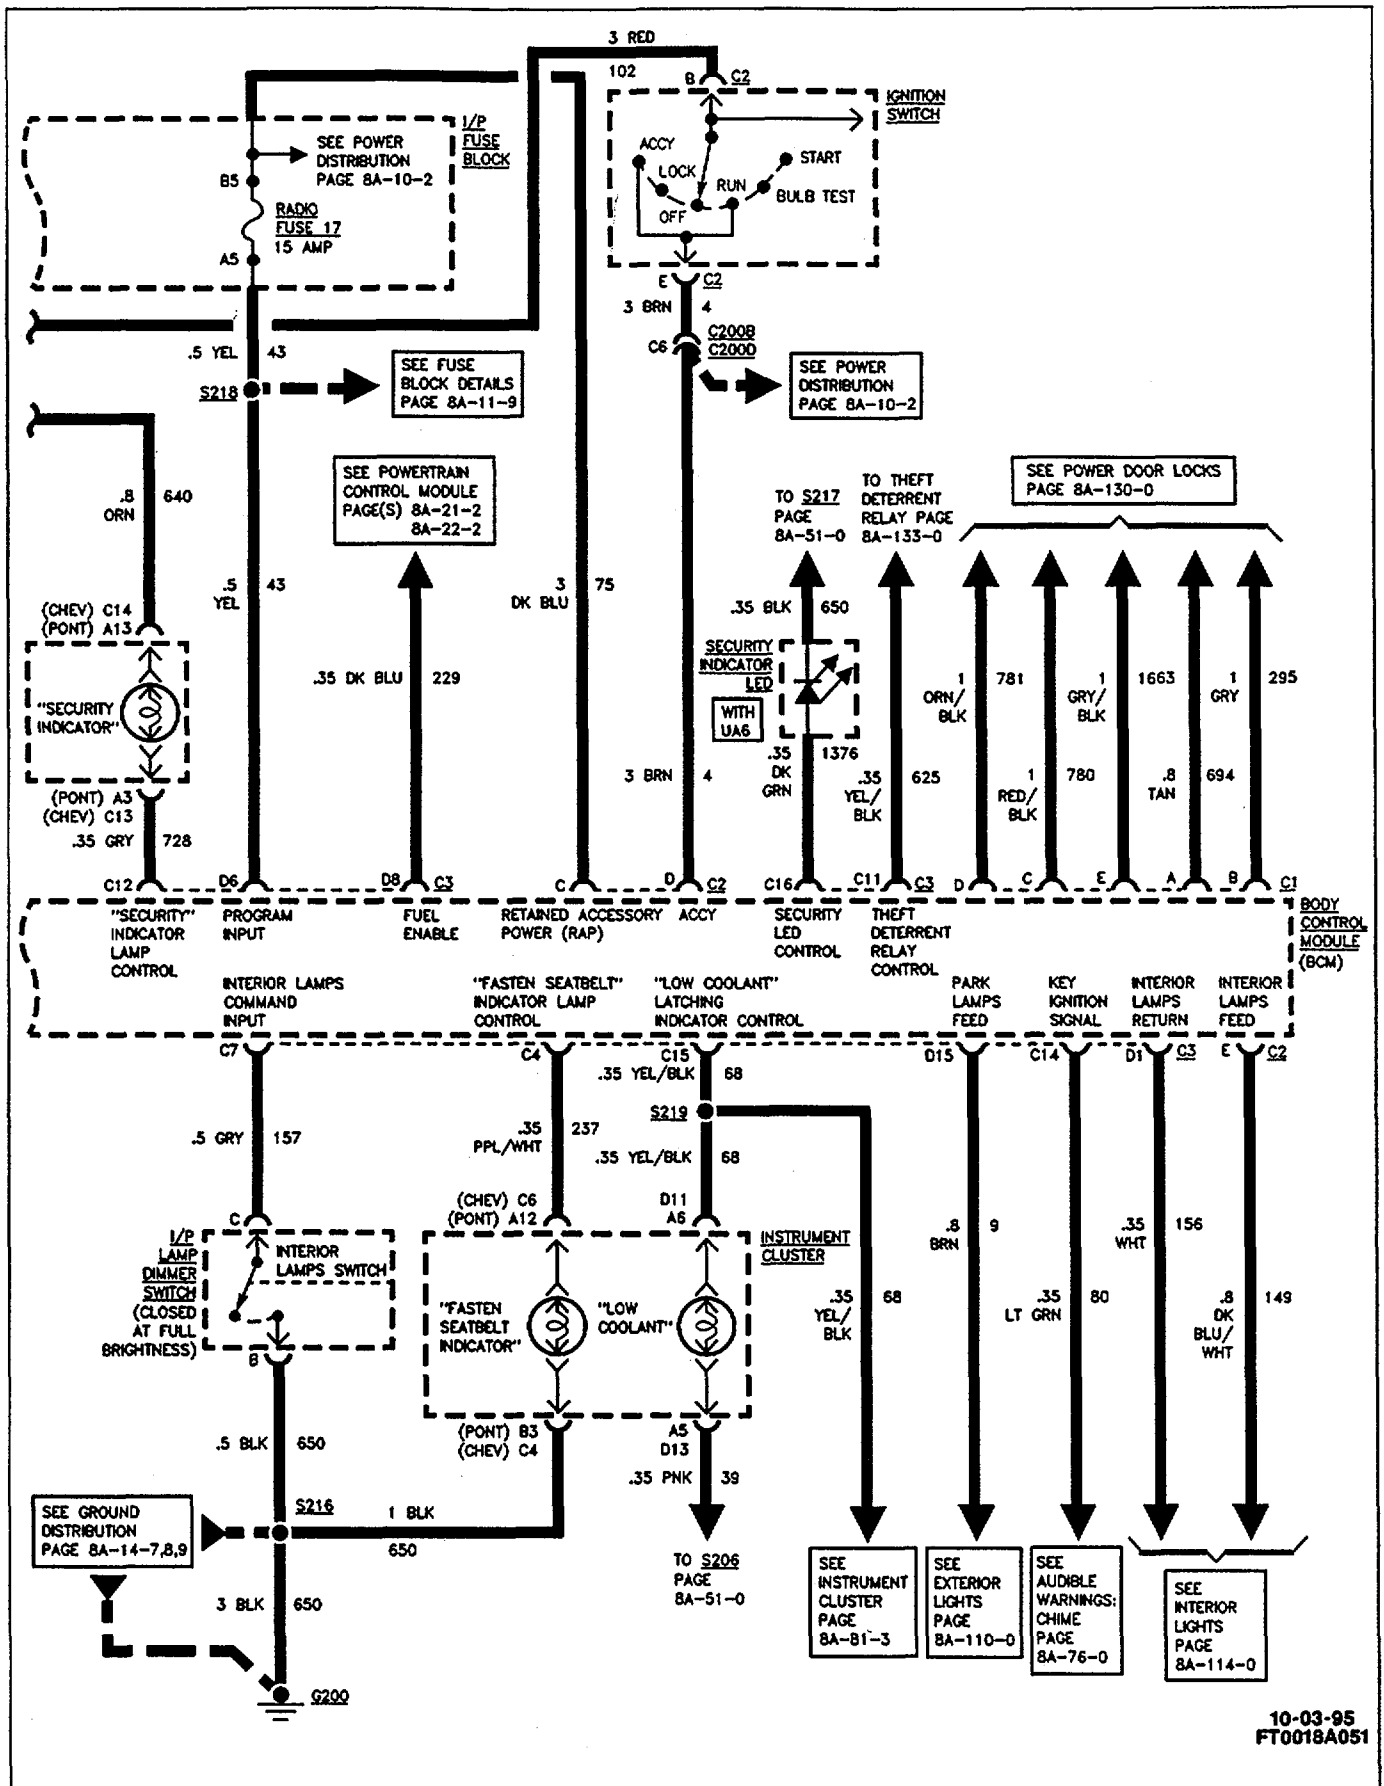 3 RED
102
B C2
IGNITION
SWITCH
ACCY
LOCK
OFF
RUN
START
BULB TEST
I/P
FUSE
BLOCK
SEE POWER
DISTRIBUTION
PAGE 8A-10-2
B5
RADIO
FUSE 17
15 AMP
A5
E C2
3 BRN 4
C200B
C6 C200D
.5 YEL 43
S218
SEE FUSE
BLOCK DETAILS
PAGE 8A-11-9
SEE POWER
DISTRIBUTION
PAGE 8A-10-2
.8 640
ORN
SEE POWERTRAIN
CONTROL MODULE
PAGE(S) 8A-21-2
8A-22-2
TO S217
PAGE
8A-51-0
TO THEFT
DETERRENT
RELAY PAGE
8A-133-0
SEE POWER DOOR LOCKS
PAGE 8A-130-0
.5 43
YEL
3 75
DK BLU
.35 BLK 650
(CHEV) C14
(PONT) A13
"SECURITY
INDICATOR"
.35 DK BLU 229
SECURITY
INDICATOR
LED
WITH
UA6
1 781
ORN/
BLK
1 1663
GRY/
BLK
1 295
GRY
3 BRN 4
.35 1376
DK
GRN
.35 625
YEL/
BLK
1 780
RED/
BLK
.8 694
TAN
(PONT) A3
(CHEV) C13
.35 GRY 728
C12 D6 D8 C3 C D C2 C16 C11 C3 D C E A B C1
"SECURITY"
INDICATOR
LAMP
CONTROL
PROGRAM
INPUT
FUEL
ENABLE
RETAINED ACCESSORY
POWER (RAP)
ACCY
SECURITY
LED
CONTROL
THEFT
DETERRENT
RELAY
CONTROL
BODY
CONTROL
MODULE
(BCM)
INTERIOR LAMPS
COMMAND
INPUT
"FASTEN SEATBELT"
INDICATOR LAMP
CONTROL
"LOW COOLANT"
LATCHING
INDICATOR CONTROL
PARK
LAMPS
FEED
KEY
IGNITION
SIGNAL
INTERIOR
LAMPS
RETURN
INTERIOR
LAMPS
FEED
C7 C4 C15 D15 C14 D1 C3 E C2
.35 YEL/BLK 68
S219
.5 GRY 157
.35 237
PPL/WHT
.35 YEL/BLK 68
(CHEV) C6
(PONT) A12
D11
A6
C
I/P
LAMP
DIMMER
SWITCH
(CLOSED
AT FULL
BRIGHTNESS)
INTERIOR
LAMPS SWITCH
INSTRUMENT
CLUSTER
"FASTEN
SEATBELT
INDICATOR"
"LOW
COOLANT"
.8 9
BRN
.35 156
WHT
.35 68
YEL/
BLK
.35 80
LT GRN
.8 149
DK
BLU/
WHT
B
(PONT) B3
(CHEV) C4
A5
D13
.5 BLK 650
.35 PNK 39
S216
1 BLK
650
SEE GROUND
DISTRIBUTION
PAGE 8A-14-7,8,9
TO S206
PAGE
8A-51-0
SEE
INSTRUMENT
CLUSTER
PAGE
8A-81-3
SEE
EXTERIOR
LIGHTS
PAGE
8A-110-0
SEE
AUDIBLE
WARNINGS:
CHIME
PAGE
8A-76-0
SEE
INTERIOR
LIGHTS
PAGE
8A-114-0
3 BLK 650
G200
10-03-95
FT0018A051